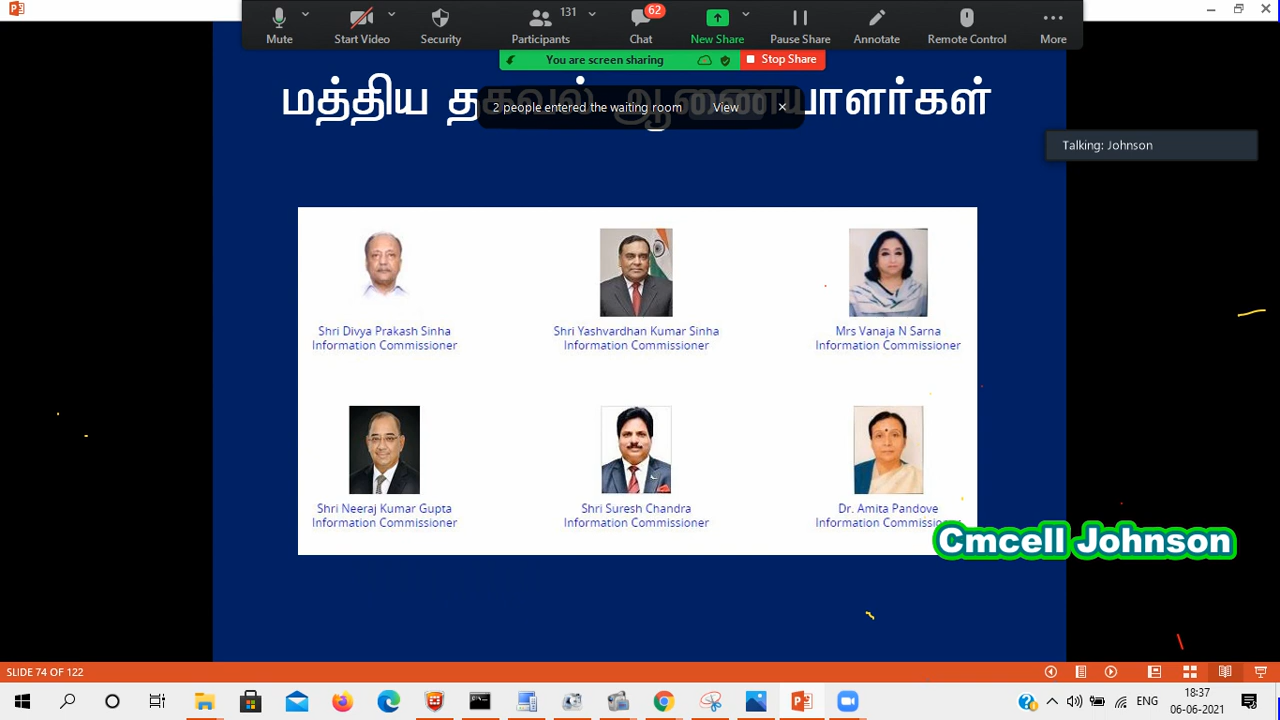 131
62
Mute
Start Video
Security
Participants
Chat
New Share
Pause Share
Annotate
Remote Control
More
You are screen sharing
Stop Share
மத்திய தகவல் ஆணையாளர்கள்
2 people entered the waiting room View
Talking: Johnson
Shri Divya Prakash Sinha
Information Commissioner
Shri Yashvardhan Kumar Sinha
Information Commissioner
Mrs Vanaja N Sarna
Information Commissioner
Shri Neeraj Kumar Gupta
Information Commissioner
Shri Suresh Chandra
Information Commissioner
Dr. Amita Pandove
Information Commissioner
Cmcell Johnson
SLIDE 74 OF 122
ENG
18:37
06-06-2021